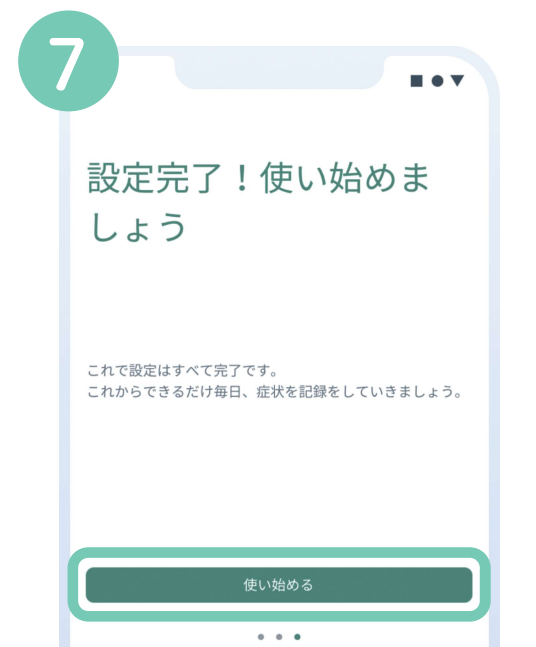 7
設定完了！使い始めま
しょう
これで設定はすべて完了です。
これからできるだけ毎日、症状を記録をしていきましょう。
使い始める